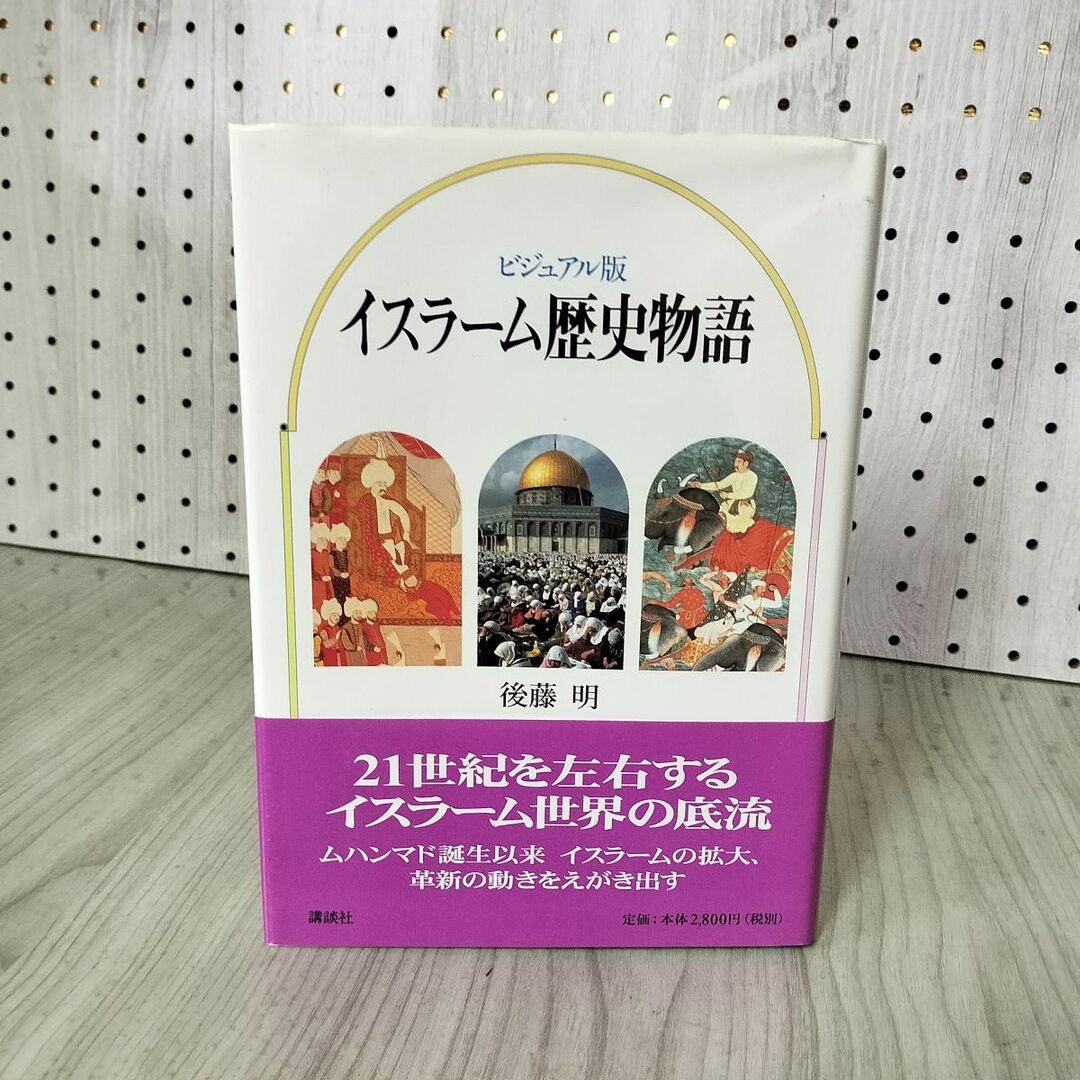 ビジュアル版
イスラーム歴史物語
後藤 明
21世紀を左右する
イスラーム世界の底流
ムハンマド誕生以来 イスラームの拡大、
革新の動きをえがき出す
講談社
定価:本体2,800円(税別)